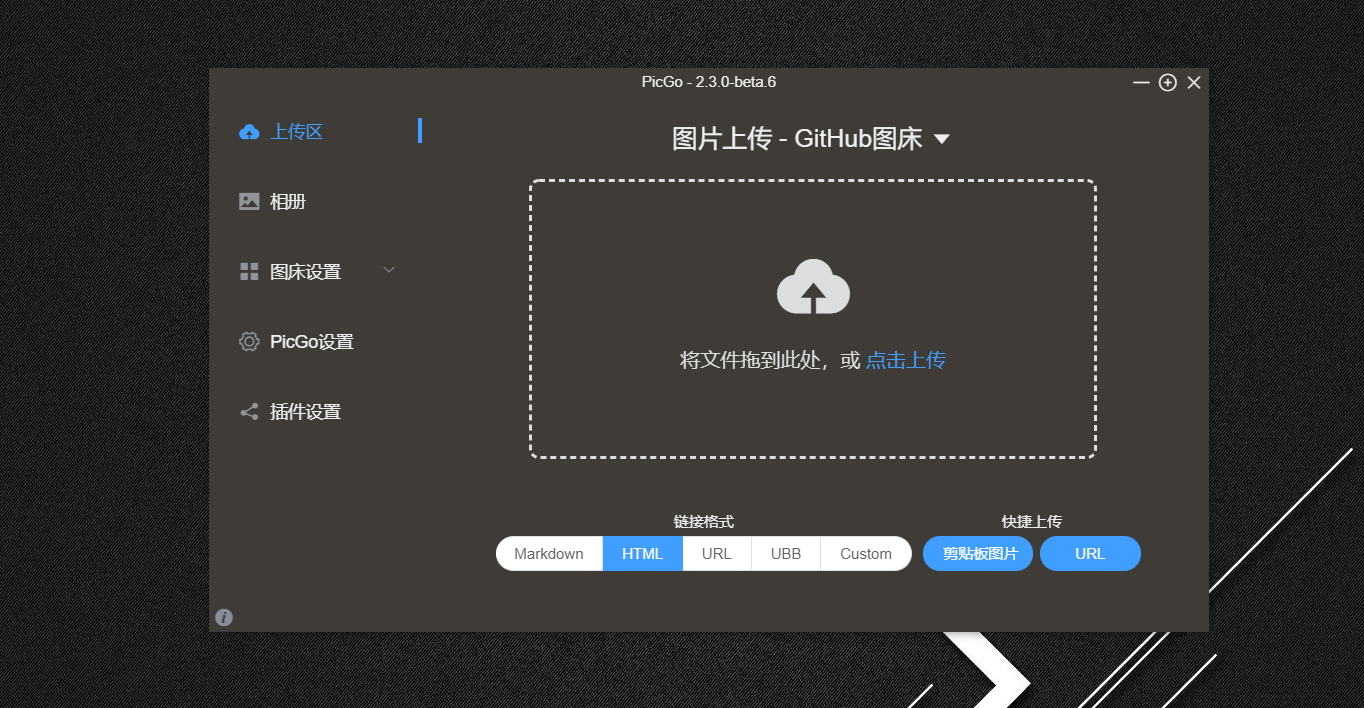 PicGo - 2.3.0-beta.6
上传区
相册
图床设置
PicGo设置
插件设置
图片上传 - GitHub图床
将文件拖到此处，或 点击上传
链接格式
Markdown HTML URL UBB Custom
快捷上传
剪贴板图片 URL
i